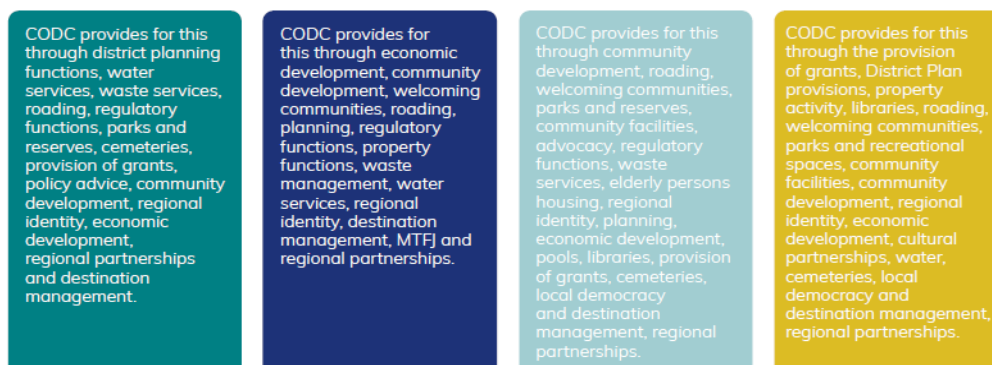 CODC provides for this
through district planning
functions, water
services, waste services,
roading, regulatory
functions, parks and
reserves, cemeteries,
provision of grants,
policy advice, community
development, regional
identity, economic
development,
regional partnerships
and destination
management.
CODC provides for
this through economic
development, community
development, welcoming
communities, roading,
planning, regulatory
functions, property
functions, waste
management, water
services, regional
identity, destination
management, MTFJ and
regional partnerships.
CODC provides for this
through community
development, roading,
welcoming communities,
parks and reserves,
community facilities,
advocacy, regulatory
functions, waste
services, elderly persons
housing, regional
identity, planning,
economic development,
pools, libraries, provision
of grants, cemeteries,
local democracy
and destination
management, regional
partnerships.
CODC provides for this
through the provision
of grants, District Plan
provisions, property
activity, libraries, roading,
welcoming communities,
parks and recreational
spaces, community
facilities, community
development, regional
identity, economic
development, cultural
partnerships, water,
cemeteries, local
democracy and
destination management,
regional partnerships.